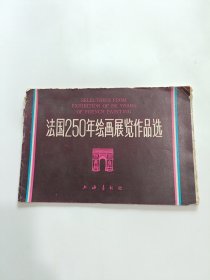 SELECTIONS FROM
EXHIBITION OF 250 YEARS
OF FRENCH PAINTING
法国250年绘画展览作品选
上海书画社